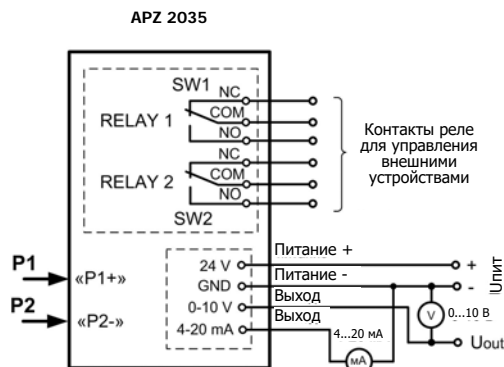 APZ 2035
SW1
NC
COM
RELAY 1
NO
NC
COM
RELAY 2
NO
SW2
Контакты реле
для управления
внешними
устройствами
P1
«P1+»
P2
«P2-»
24 V
Питание +
+
GND
Питание -
-
Uпит
0-10 V
Выход
4-20 mA
Выход
4...20 мА
мА
V
0...10 В
Uout